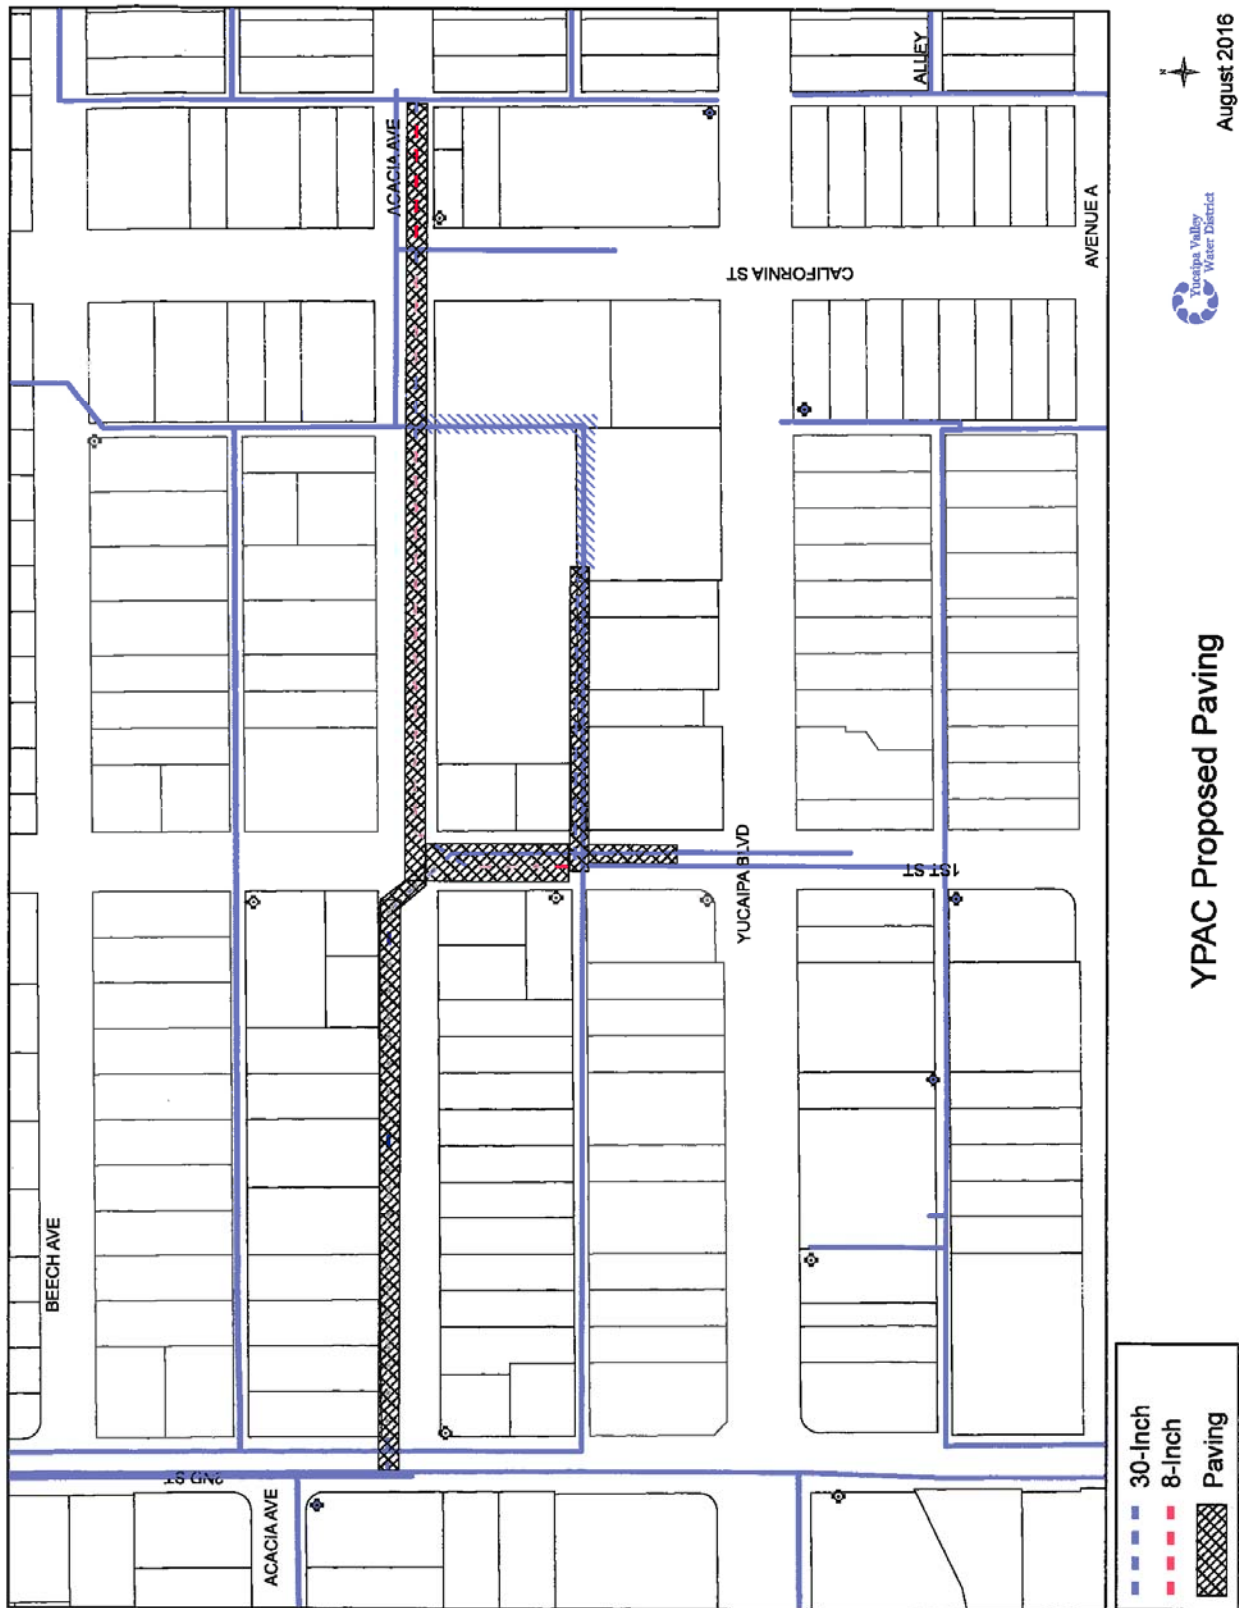 BEECH AVE
ACACIA AVE
2ND ST
ACACIA AVE
1ST ST
YUCAIPA BLVD
CALIFORNIA ST
ALLEY
AVENUE A
30-Inch
8-Inch
Paving
YPAC Proposed Paving
Yucaipa Valley
Water District
N
August 2016